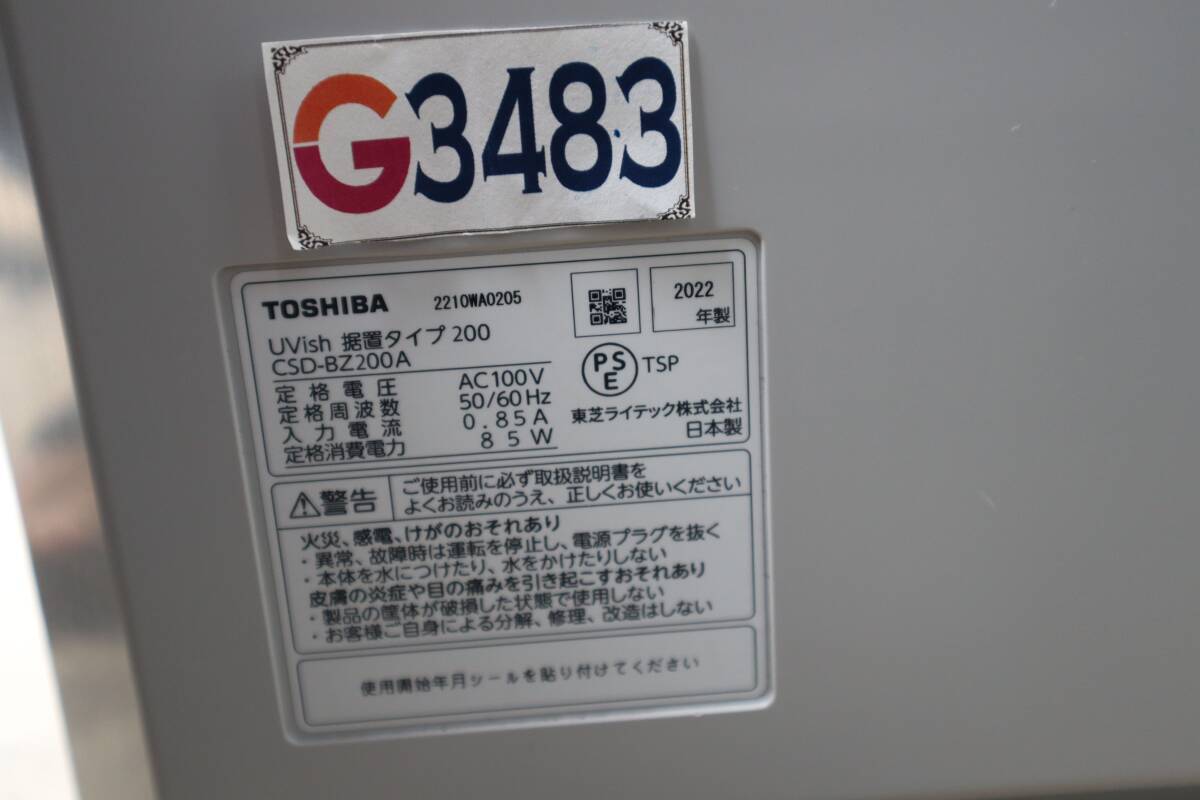 G3483
TOSHIBA 2210WA0205
2022
年製
UVish 据置タイプ 200
CSD-BZ200A
定格電圧 AC100V
定格周波数 50/60Hz
入力電流 0.85A
定格消費電力 85W
PSE TSP
東芝ライテック株式会社
日本製
警告
ご使用前に必ず取扱説明書を
よくお読みのうえ、正しくお使いください
火災、感電、けがのおそれあり
・異常、故障時は運転を停止し、電源プラグを抜く
・本体を水につけたり、水をかけたりしない
皮膚の炎症や目の痛みを引き起こすおそれあり
・製品の筐体が破損した状態で使用しない
・お客様ご自身による分解、修理、改造はしない
使用開始年月シールを貼り付けてください